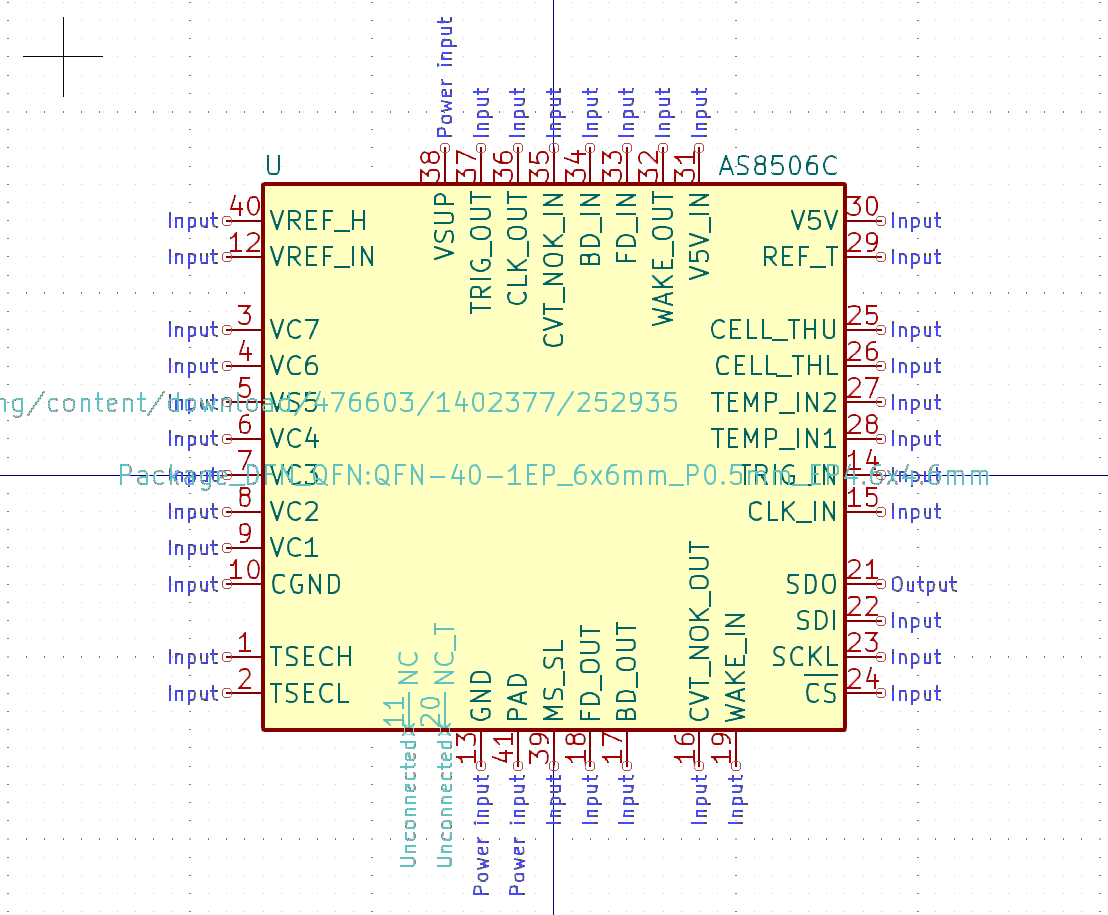 Power input
Input
Input
Input
Input
Input
Input
Input
38
37
36
35
34
33
32
31
U
AS8506C
VSUP
TRIG_OUT
CLK_OUT
CVT_NOK_IN
BD_IN
FD_IN
WAKE_OUT
V5V_IN
Input 40 VREF_H
Input 12 VREF_IN
Input 3 VC7
Input 4 VC6
Input 5 VS5
ng/content/download/476603/1402377/252935
Input 6 VC4
Input 7 VC3
Package_DFN_QFN:QFN-40-1EP_6x6mm_P0.5mm_EP4.6x4.6mm
Input 8 VC2
Input 9 VC1
Input 10 CGND
Input 1 TSECH
Input 2 TSECL
V5V 30 Input
REF_T 29 Input
CELL_THU 25 Input
CELL_THL 26 Input
TEMP_IN2 27 Input
TEMP_IN1 28 Input
TRIG_IN 14 Input
CLK_IN 15 Input
SDO 21 Output
SDI 22 Input
SCKL 23 Input
CS 24 Input
NC
NC_T
GND
PAD
MS_SL
FD_OUT
BD_OUT
CVT_NOK_OUT
WAKE_IN
11
20
13
41
39
18
17
16
19
Unconnected
Unconnected
Power input
Power input
Input
Input
Input
Input
Input